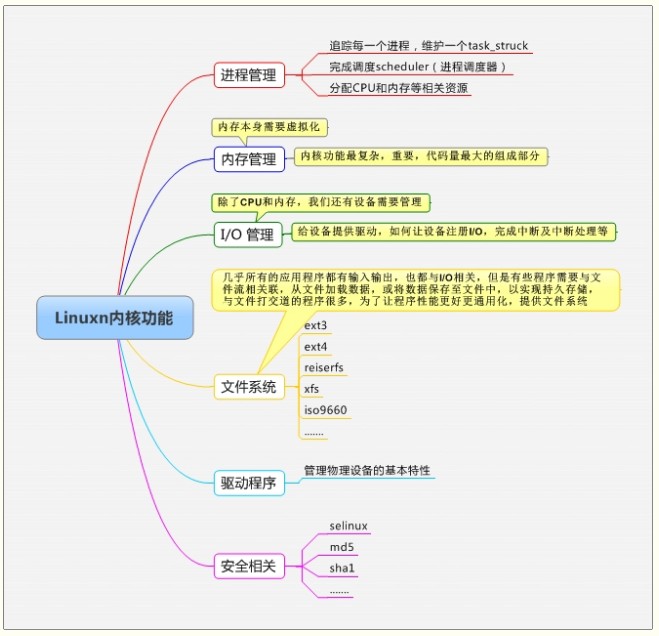 Linuxn内核功能
进程管理
追踪每一个进程，维护一个task_struck
完成调度scheduler（进程调度器）
分配CPU和内存等相关资源
内存本身需要虚拟化
内存管理
内核功能最复杂，重要，代码量最大的组成部分
除了CPU和内存，我们还有设备需要管理
I/O 管理
给设备提供驱动，如何让设备注册I/O，完成中断及中断处理等
几乎所有的应用程序都有输入输出，也都与I/O相关，但是有些程序需要与文
件流相关联，从文件加载数据，或将数据保存至文件中，以实现持久存储，
与文件打交道的程序很多，为了让程序性能更好更通用化，提供文件系统
文件系统
ext3
ext4
reiserfs
xfs
iso9660
.......
驱动程序
管理物理设备的基本特性
安全相关
selinux
md5
sha1
.......